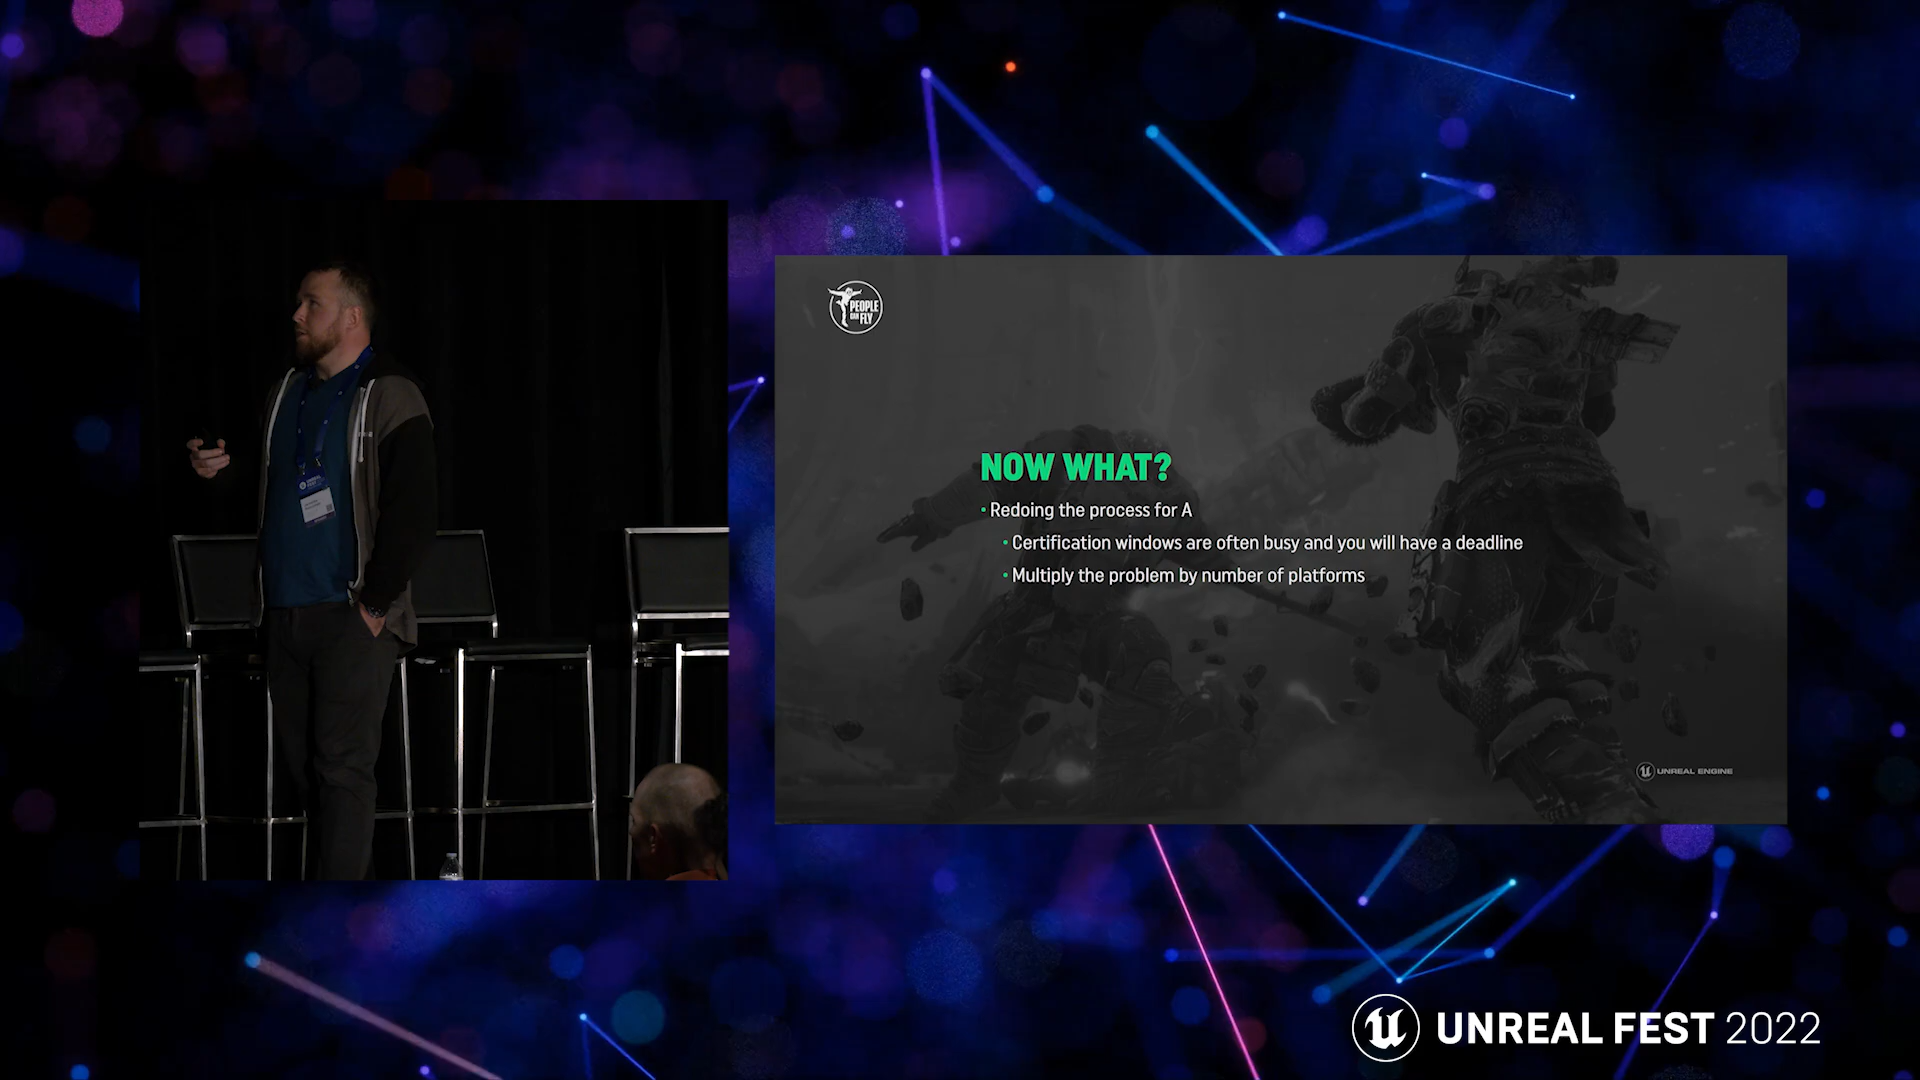 PEOPLE
CAN
FLY
NOW WHAT?
• Redoing the process for A
• Certification windows are often busy and you will have a deadline
• Multiply the problem by number of platforms
UNREAL ENGINE
UNREAL FEST 2022